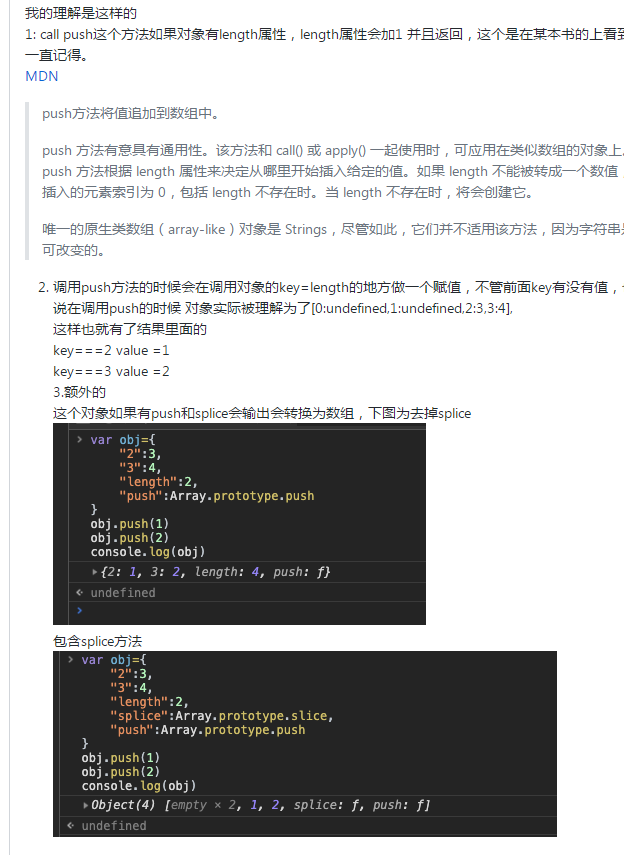 我的理解是这样的
1: call push这个方法如果对象有length属性，length属性会加1 并且返回，这个是在某本书的上看到
一直记得。
MDN
push方法将值追加到数组中。
push 方法有意具有通用性。该方法和 call() 或 apply() 一起使用时，可应用在类似数组的对象上。
push 方法根据 length 属性来决定从哪里开始插入给定的值。如果 length 不能被转成一个数值，
插入的元素索引为 0，包括 length 不存在时。当 length 不存在时，将会创建它。
唯一的原生类数组（array-like）对象是 Strings，尽管如此，它们并不适用该方法，因为字符串是
可改变的。
2. 调用push方法的时候会在调用对象的key=length的地方做一个赋值，不管前面key有没有值，
说在调用push的时候 对象实际被理解为了[0:undefined,1:undefined,2:3,3:4],
这样也就有了结果里面的
key===2 value =1
key===3 value =2
3.额外的
这个对象如果有push和splice会输出会转换为数组，下图为去掉splice
> var obj={
"2":3,
"3":4,
"length":2,
"push":Array.prototype.push
}
obj.push(1)
obj.push(2)
console.log(obj)
▸{2: 1, 3: 2, length: 4, push: ƒ}
undefined
>
包含splice方法
> var obj={
"2":3,
"3":4,
"length":2,
"splice":Array.prototype.slice,
"push":Array.prototype.push
}
obj.push(1)
obj.push(2)
console.log(obj)
▸Object(4) [empty × 2, 1, 2, splice: ƒ, push: ƒ]
undefined